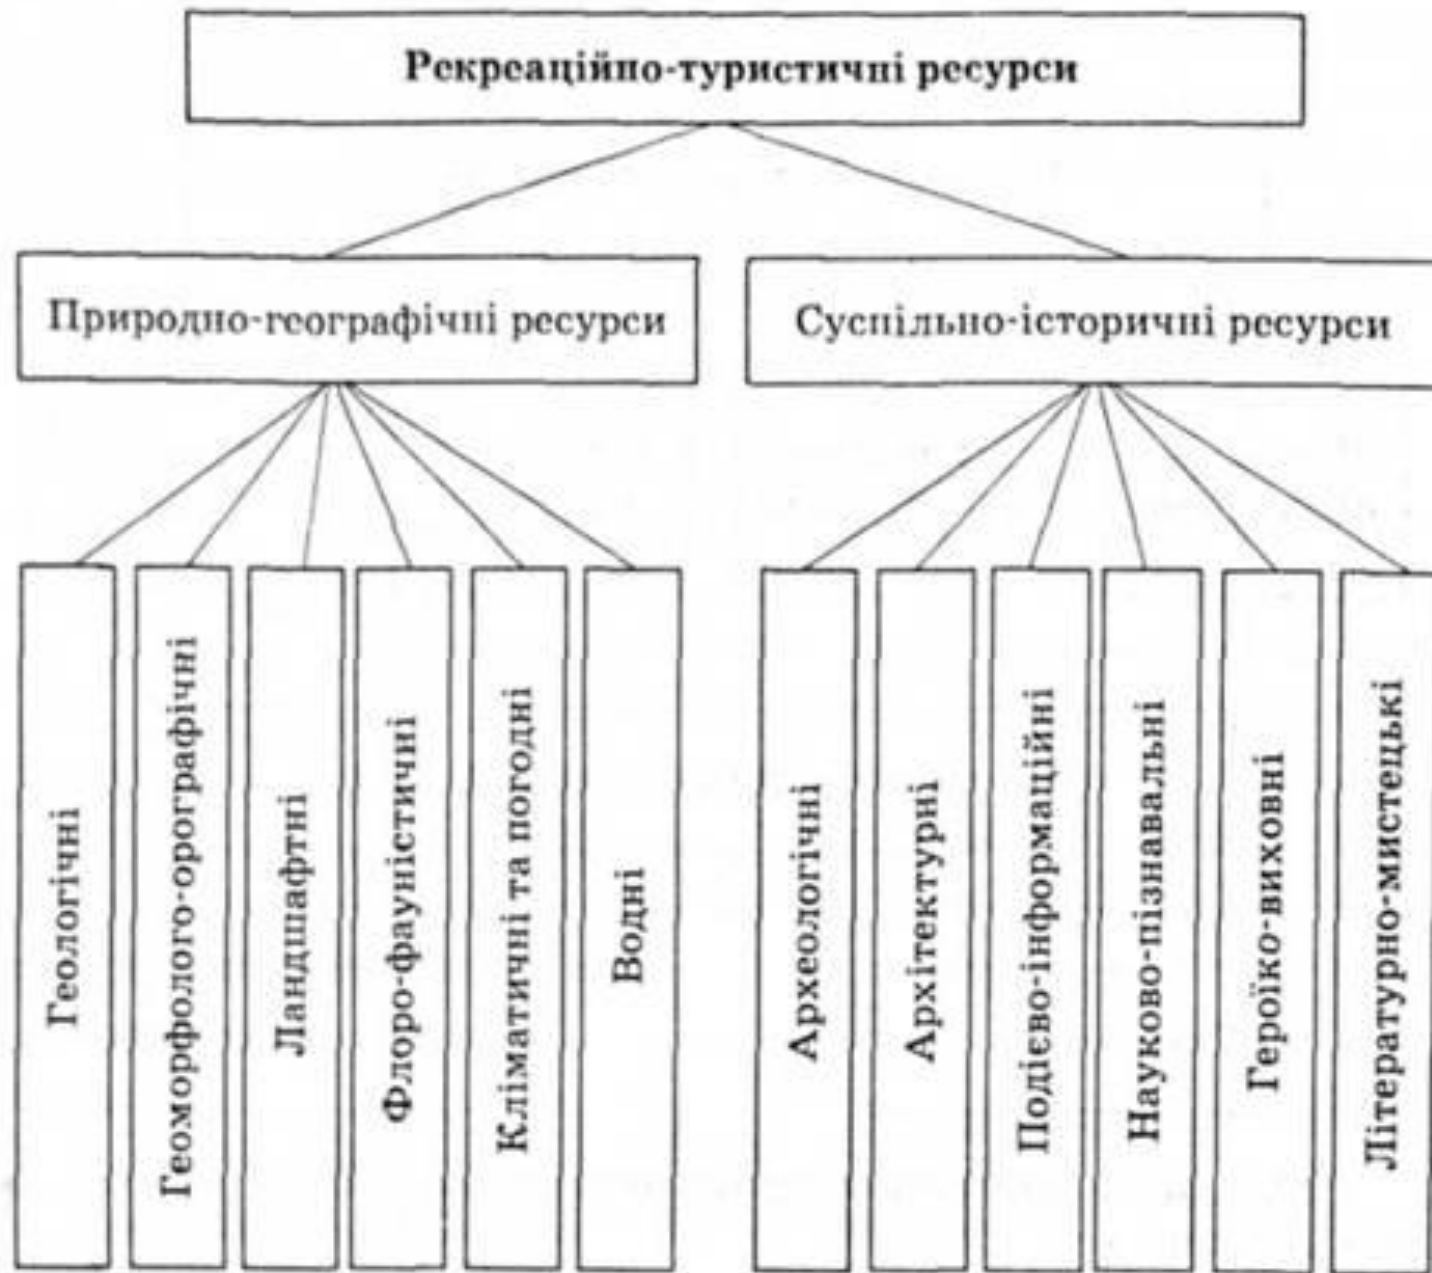 Рекреаційно-туристичні ресурси
Природно-географічні ресурси
Суспільно-історичні ресурси
Геологічні
Геоморфолого-орографічні
Ландшафтні
Флоро-фауністичні
Кліматичні та погодні
Водні
Археологічні
Архітектурні
Подієво-інформаційні
Науково-пізнавальні
Героїко-виховні
Літературно-мистецькі